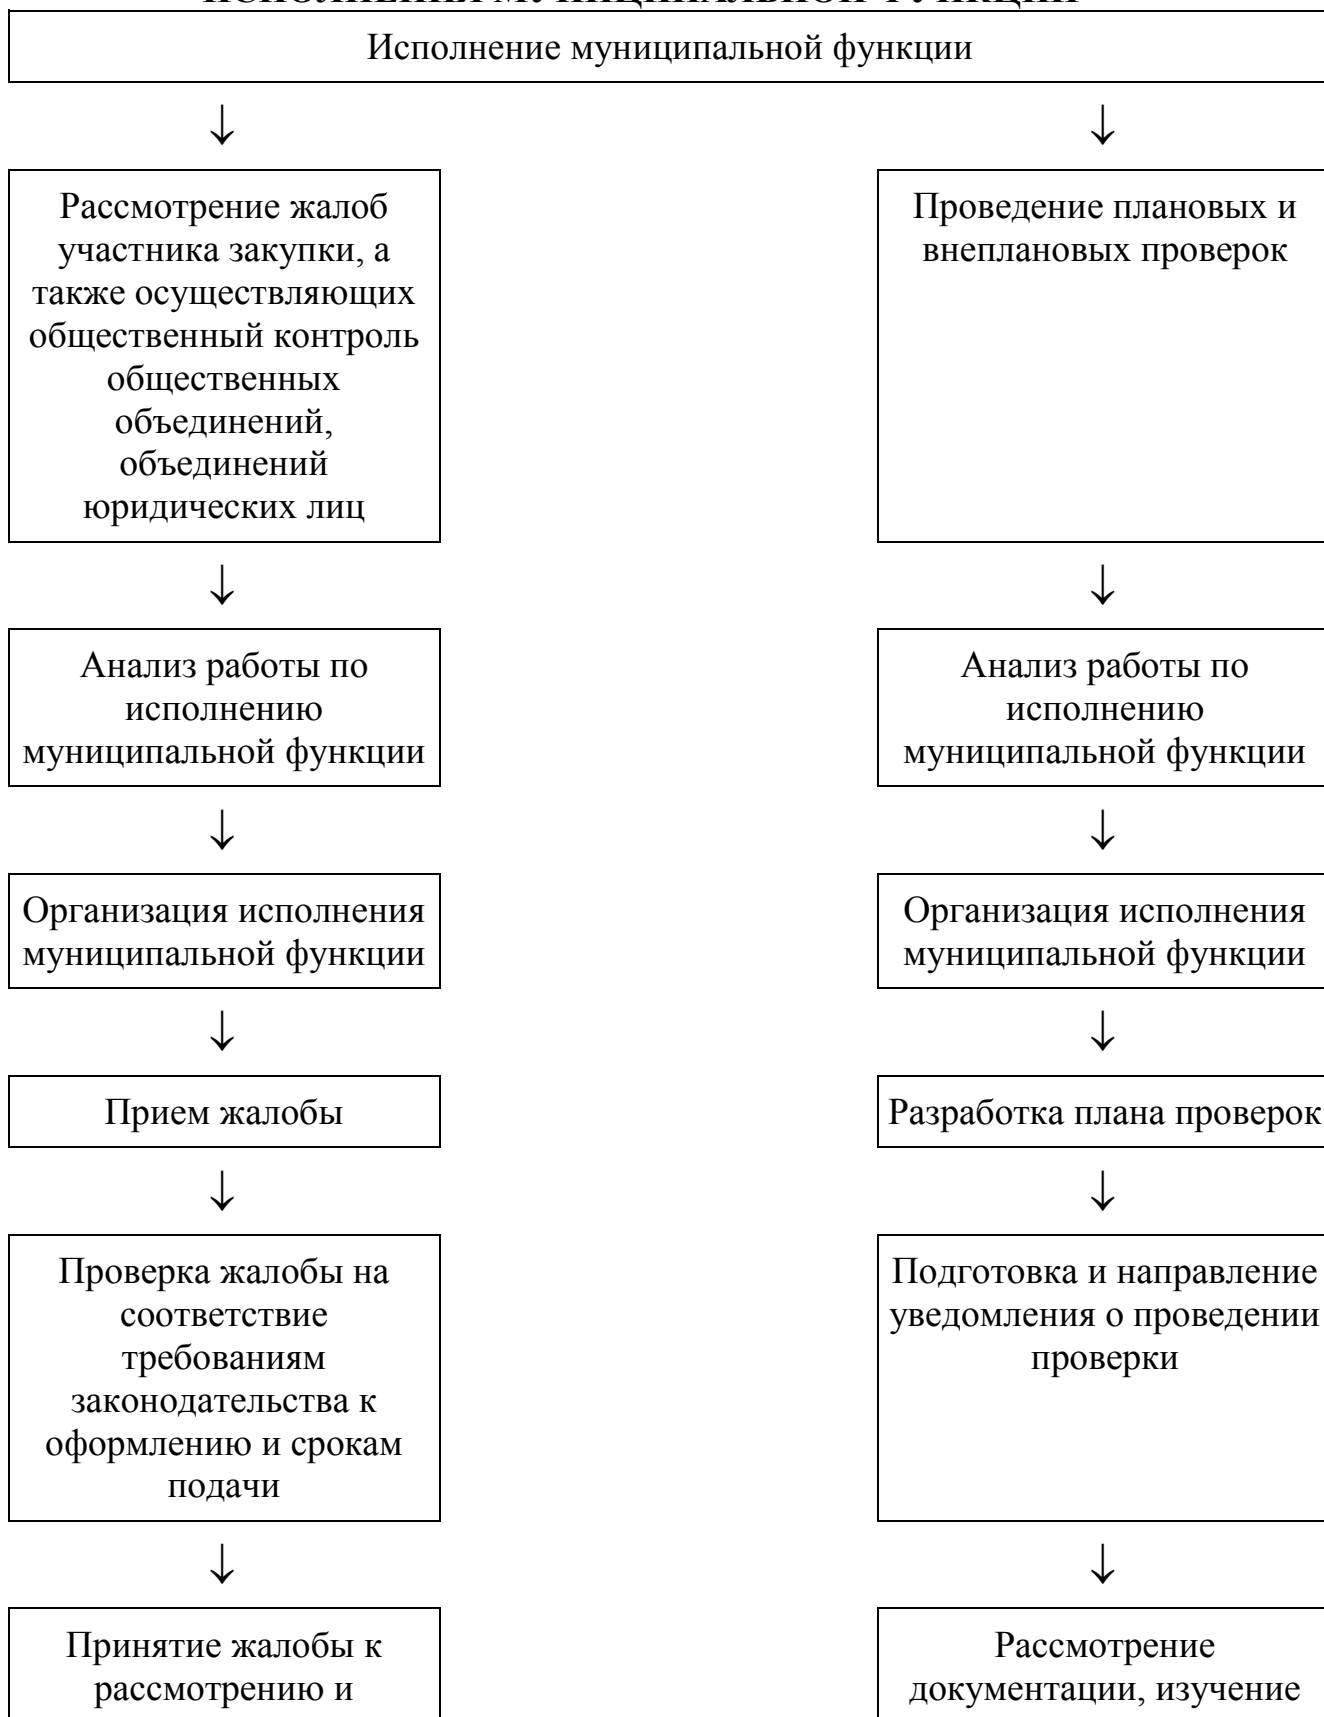 ИСПОЛНЕНИЯ МУНИЦИПАЛЬНОЙ ФУНКЦИИ
Исполнение муниципальной функции
↓ ↓
Рассмотрение жалоб
участника закупки, а
также осуществляющих
общественный контроль
общественных
объединений,
объединений
юридических лиц
Проведение плановых и
внеплановых проверок
↓ ↓
Анализ работы по
исполнению
муниципальной функции
Анализ работы по
исполнению
муниципальной функции
↓ ↓
Организация исполнения
муниципальной функции
Организация исполнения
муниципальной функции
↓ ↓
Прием жалобы
Разработка плана проверок
↓ ↓
Проверка жалобы на
соответствие
требованиям
законодательства к
оформлению и срокам
подачи
Подготовка и направление
уведомления о проведении
проверки
↓ ↓
Принятие жалобы к
рассмотрению и
Рассмотрение
документации, изучение